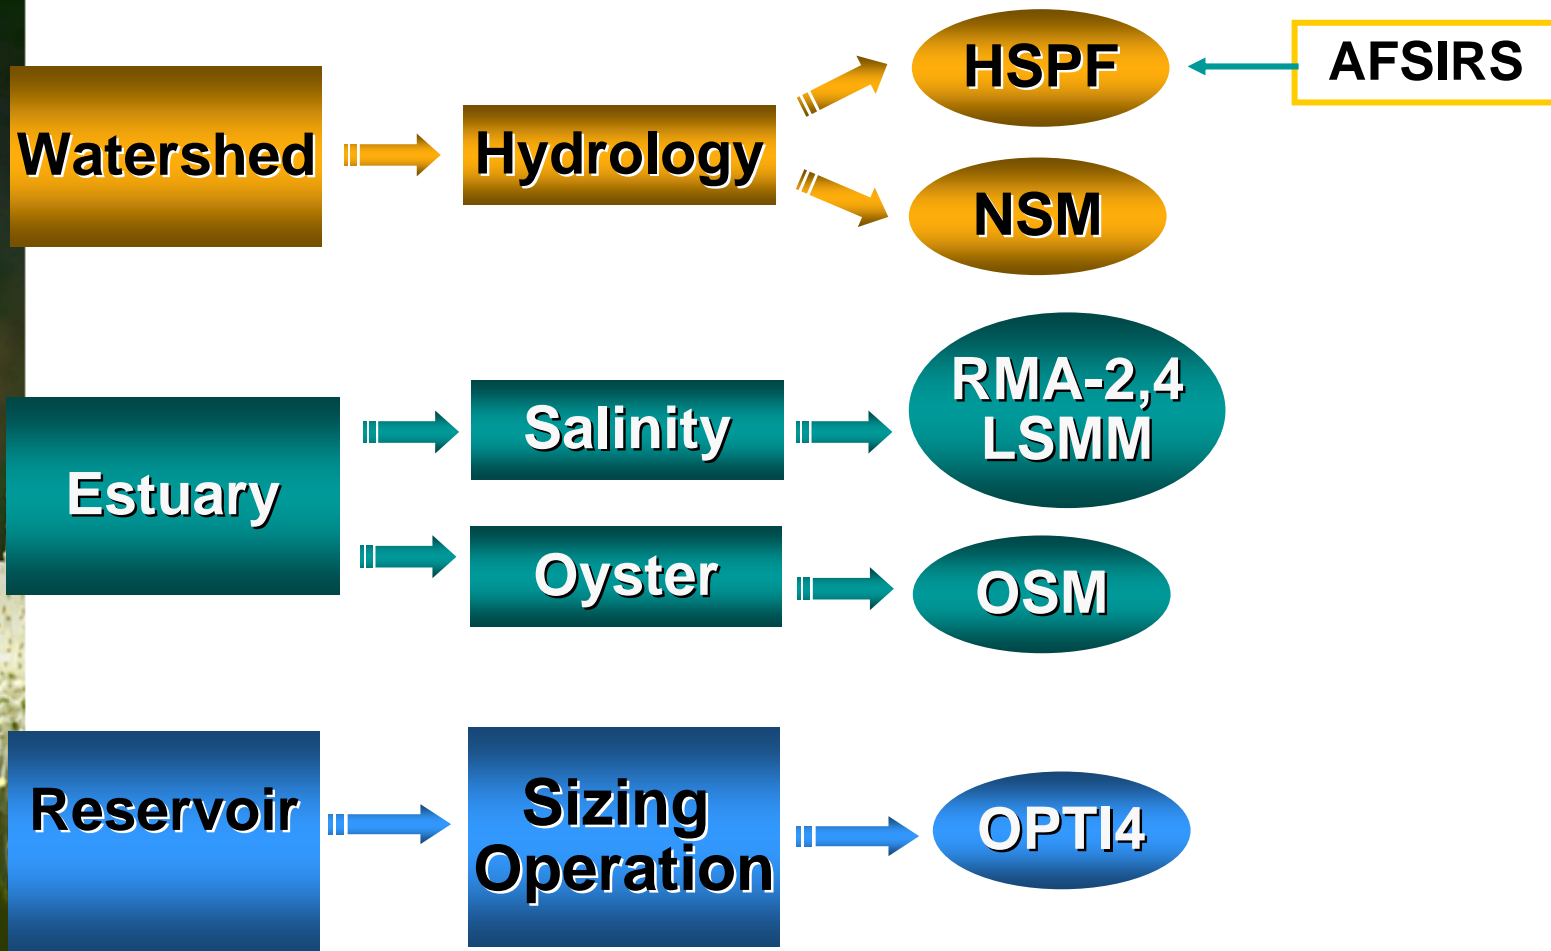 HSPF
AFSIRS
Watershed
Hydrology
NSM
RMA-2,4
LSMM
Salinity
Estuary
Oyster
OSM
Reservoir
Sizing
Operation
OPTI4